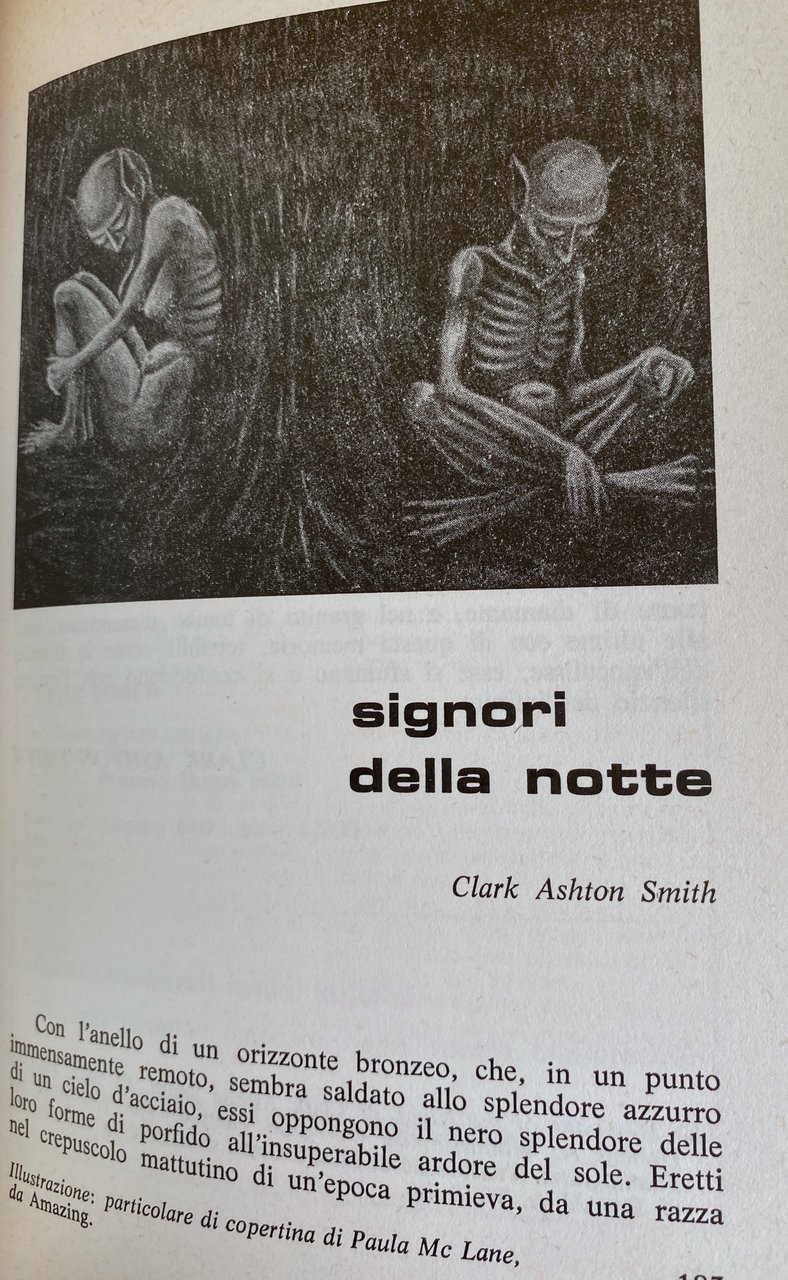 signori
della notte
Clark Ashton Smith
Con l'anello di un orizzonte bronzeo, che, in un punto
immensamente remoto, sembra saldato allo splendore azzurro
di un cielo d'acciaio, essi oppongono il nero splendore delle
loro forme di porfido all'insuperabile ardore del sole. Eretti
nel crepuscolo mattutino di un'epoca primieva, da una razza
Illustrazione: particolare di copertina di Paula Mc Lane,
da Amazing.